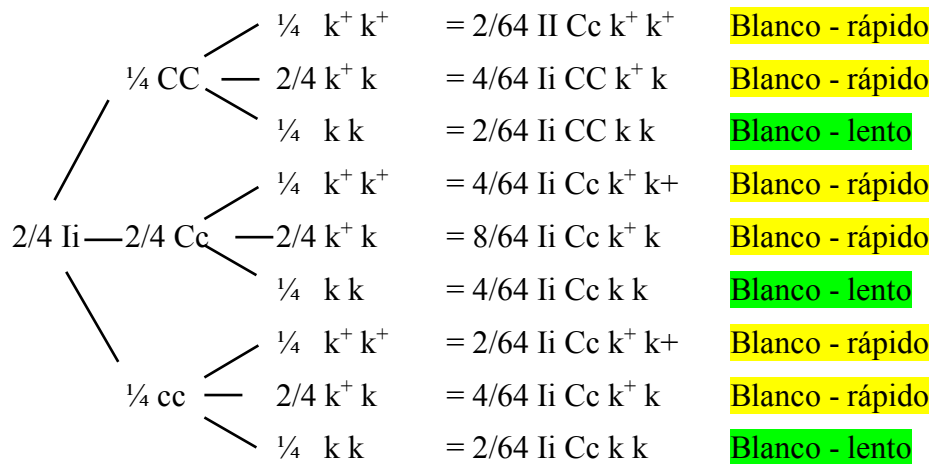 ¼ k⁺ k⁺ = 2/64 II Cc k⁺ k⁺ Blanco - rápido
¼ CC 2/4 k⁺ k = 4/64 Ii CC k⁺ k Blanco - rápido
¼ k k = 2/64 Ii CC k k Blanco - lento
¼ k⁺ k⁺ = 4/64 Ii Cc k⁺ k+ Blanco - rápido
2/4 Ii 2/4 Cc 2/4 k⁺ k = 8/64 Ii Cc k⁺ k Blanco - rápido
¼ k k = 4/64 Ii Cc k k Blanco - lento
¼ k⁺ k⁺ = 2/64 Ii Cc k⁺ k+ Blanco - rápido
¼ cc 2/4 k⁺ k = 4/64 Ii Cc k⁺ k Blanco - rápido
¼ k k = 2/64 Ii Cc k k Blanco - lento